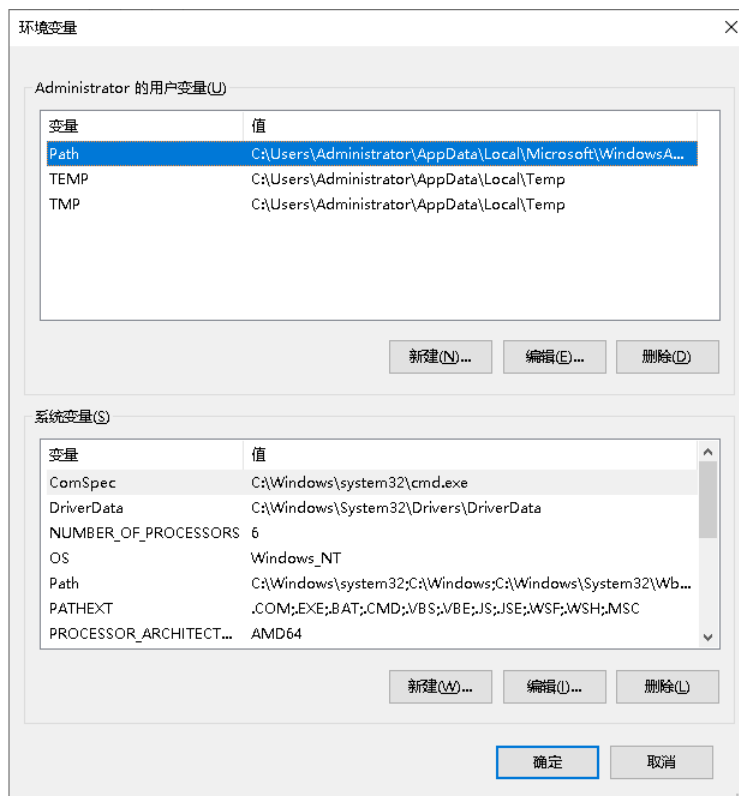 环境变量
Administrator 的用户变量(U)
变量 值
Path C:\Users\Administrator\AppData\Local\Microsoft\WindowsA...
TEMP C:\Users\Administrator\AppData\Local\Temp
TMP C:\Users\Administrator\AppData\Local\Temp
新建(N)... 编辑(E)... 删除(D)
系统变量(S)
变量 值
ComSpec C:\Windows\system32\cmd.exe
DriverData C:\Windows\System32\Drivers\DriverData
NUMBER_OF_PROCESSORS 6
OS Windows_NT
Path C:\Windows\system32;C:\Windows;C:\Windows\System32\Wb...
PATHEXT .COM;.EXE;.BAT;.CMD;.VBS;.VBE;.JS;.JSE;.WSF;.WSH;.MSC
PROCESSOR_ARCHITECT... AMD64
新建(W)... 编辑(I)... 删除(L)
确定 取消